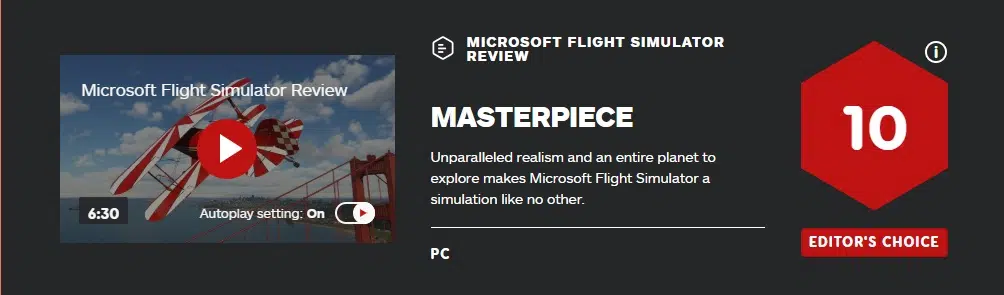 Microsoft Flight Simulator Review
6:30
Autoplay setting: On
MICROSOFT FLIGHT SIMULATOR
REVIEW
MASTERPIECE
Unparalleled realism and an entire planet to
explore makes Microsoft Flight Simulator a
simulation like no other.
PC
10
EDITOR'S CHOICE